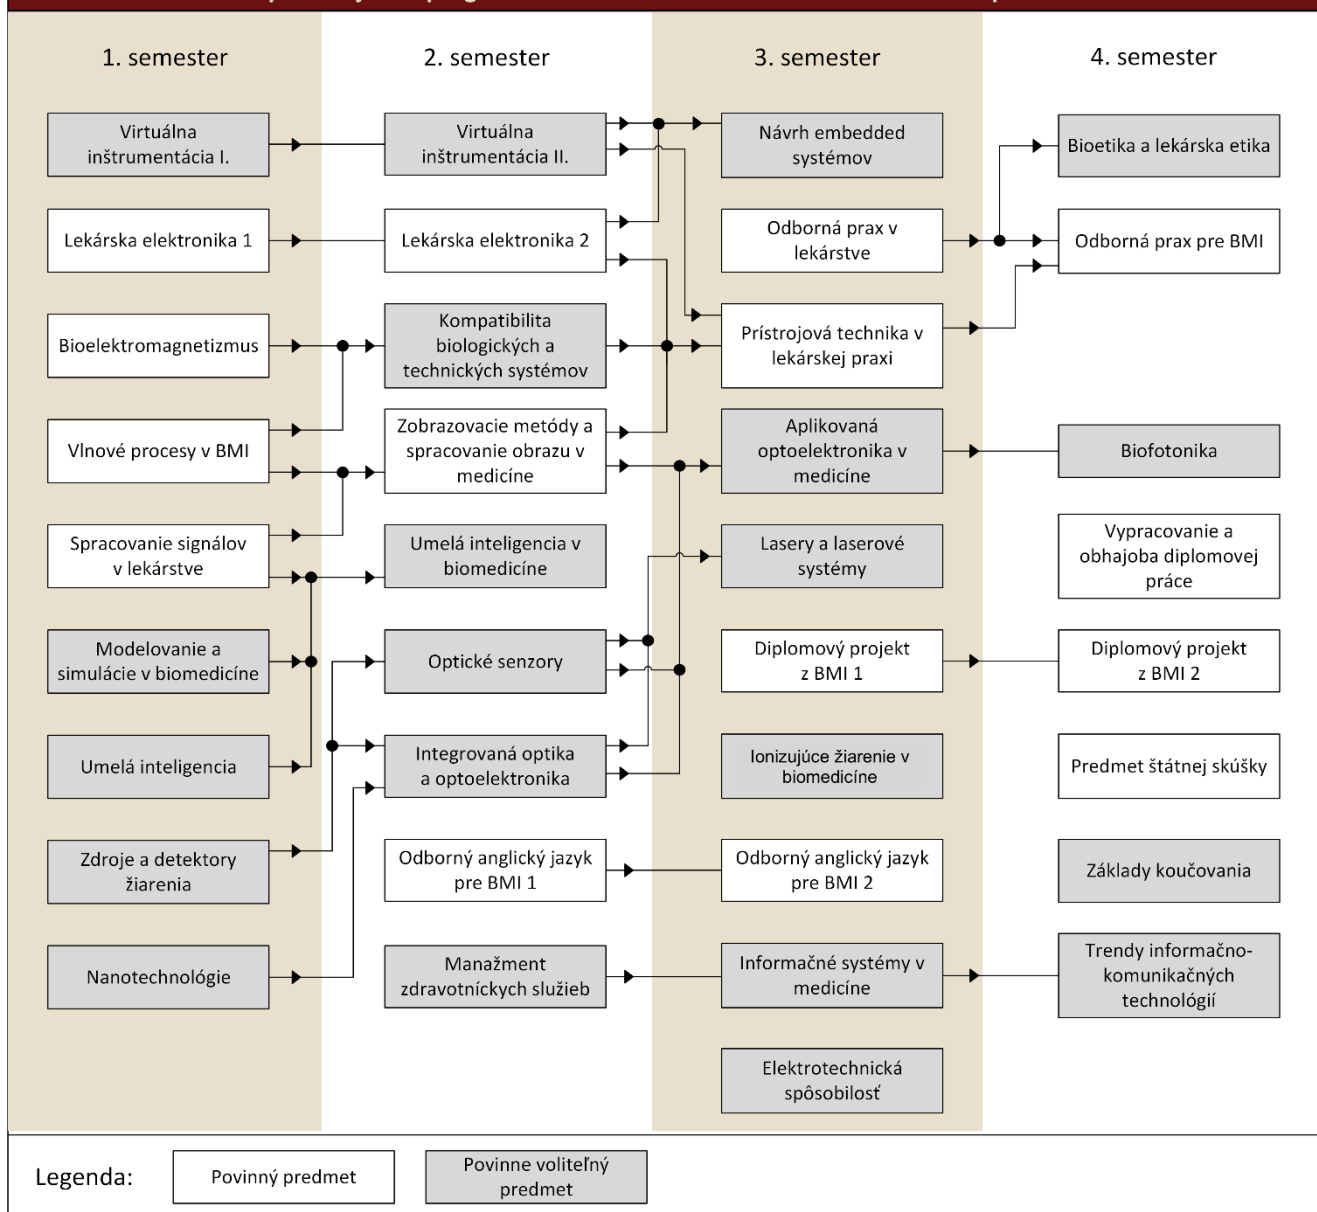 1. semester
2. semester
3. semester
4. semester
Virtuálna
inštrumentácia I.
Virtuálna
inštrumentácia II.
Návrh embedded
systémov
Bioetika a lekárska etika
Lekárska elektronika 1
Lekárska elektronika 2
Odborná prax v
lekárstve
Odborná prax pre BMI
Bioelektromagnetizmus
Kompatibilita
biologických a
technických systémov
Prístrojová technika v
lekárskej praxi
Vlnové procesy v BMI
Zobrazovacie metódy a
spracovanie obrazu v
medicíne
Aplikovaná
optoelektronika v
medicíne
Biofotonika
Spracovanie signálov
v lekárstve
Umelá inteligencia v
biomedicíne
Lasery a laserové
systémy
Vypracovanie a
obhajoba diplomovej
práce
Modelovanie a
simulácie v biomedicíne
Optické senzory
Diplomový projekt
z BMI 1
Diplomový projekt
z BMI 2
Umelá inteligencia
Integrovaná optika
a optoelektronika
Ionizujúce žiarenie v
biomedicíne
Predmet štátnej skúšky
Zdroje a detektory
žiarenia
Odborný anglický jazyk
pre BMI 1
Odborný anglický jazyk
pre BMI 2
Základy koučovania
Nanotechnológie
Manažment
zdravotníckych služieb
Informačné systémy v
medicíne
Trendy informačno-
komunikačných
technológií
Elektrotechnická
spôsobilosť
Legenda:
Povinný predmet
Povinne voliteľný
predmet